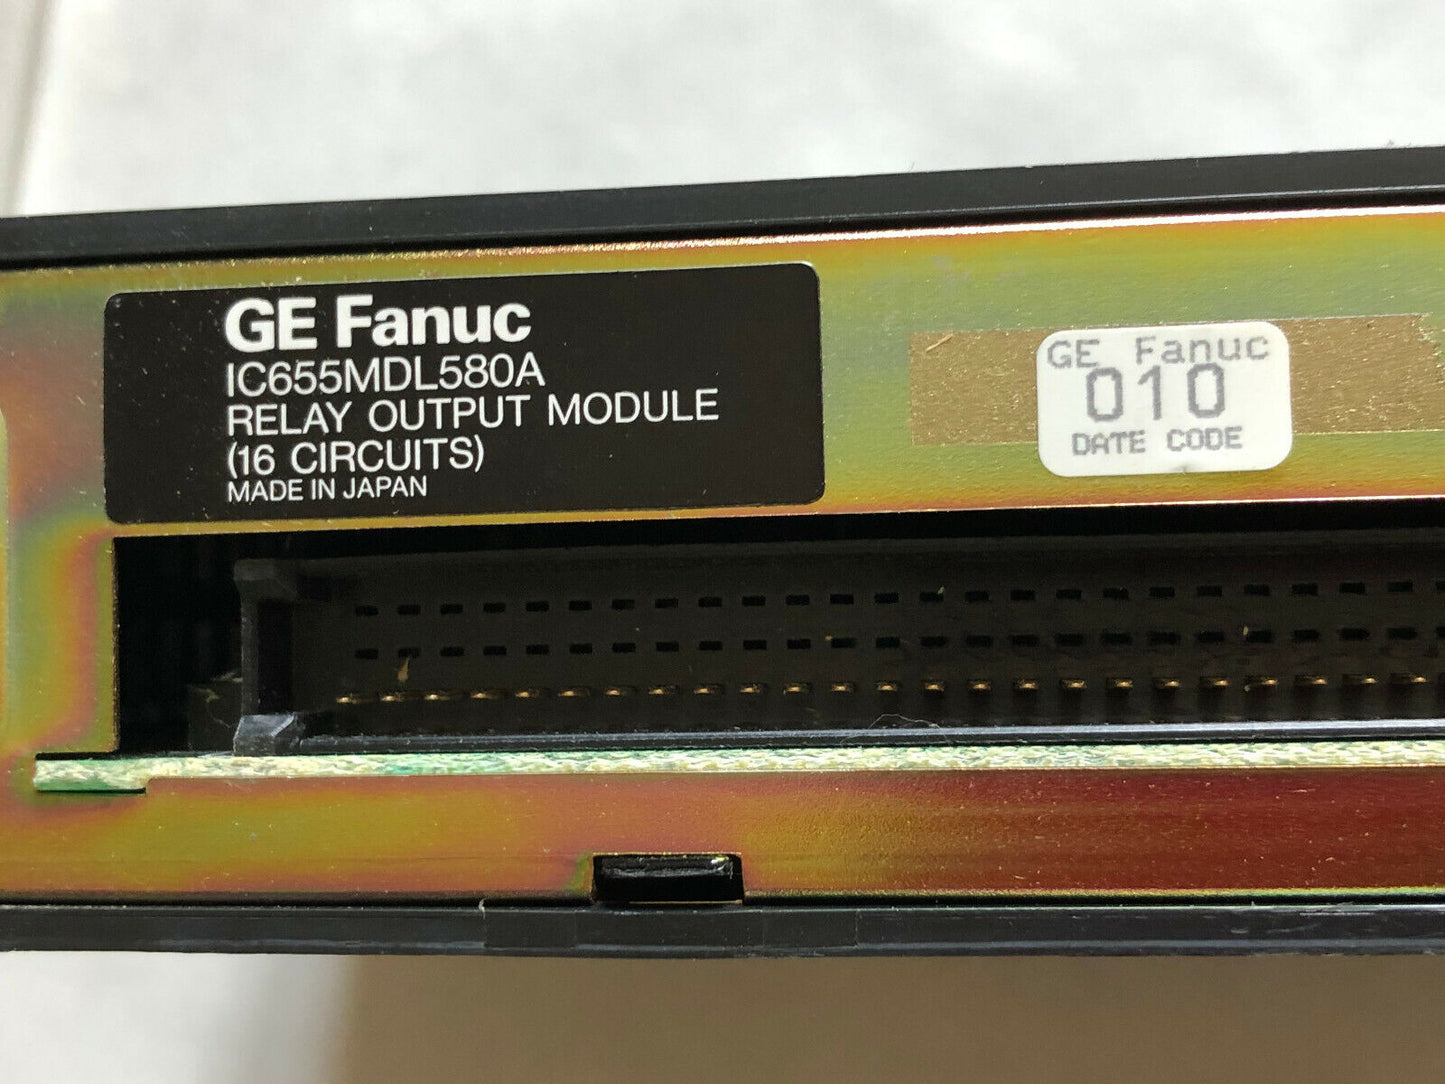 GE Fanuc
IC655MDL580A
RELAY OUTPUT MODULE
(16 CIRCUITS)
MADE IN JAPAN
GE Fanuc
010
DATE CODE